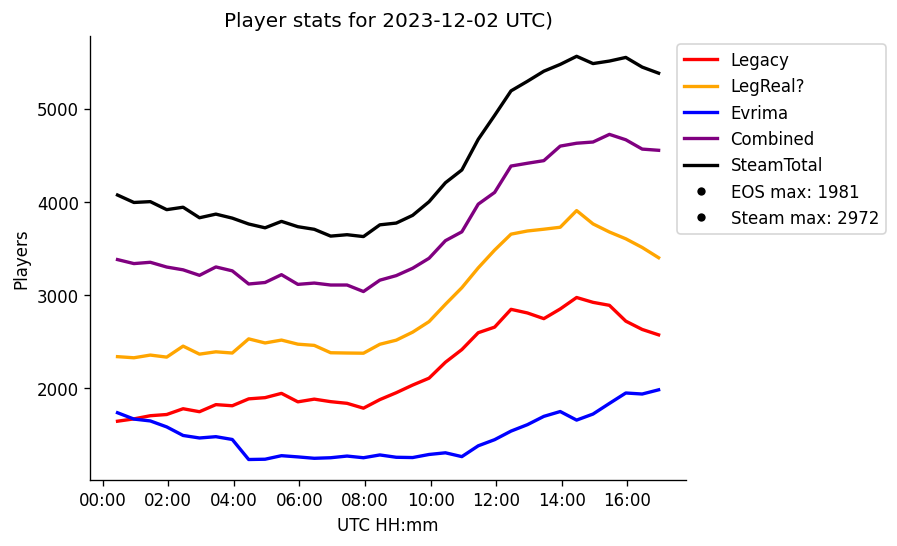 Player stats for 2023-12-02 UTC)
Legacy
LegReal?
Evrima
Combined
SteamTotal
EOS max: 1981
Steam max: 2972
Players
5000
4000
3000
2000
00:00 02:00 04:00 06:00 08:00 10:00 12:00 14:00 16:00
UTC HH:mm